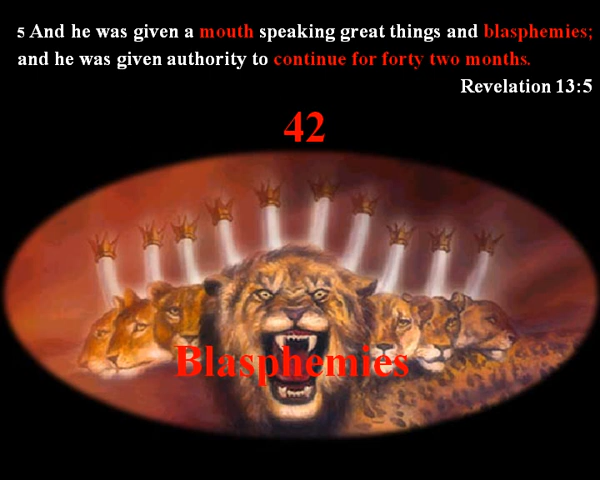 5 And he was given a mouth speaking great things and blasphemies;
and he was given authority to continue for forty two months.
Revelation 13:5
42
Blasphemies